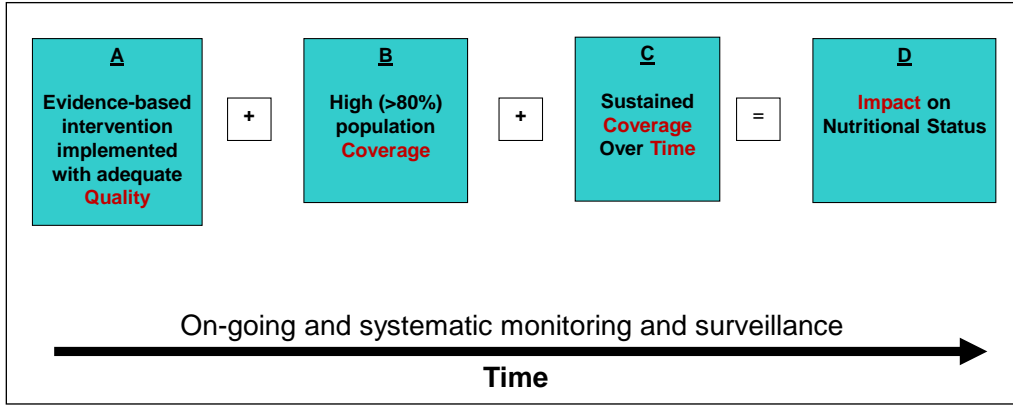 A
Evidence-based
intervention
implemented
with adequate
Quality
+
B
High (>80%)
population
Coverage
+
C
Sustained
Coverage
Over Time
=
D
Impact on
Nutritional Status
On-going and systematic monitoring and surveillance
Time